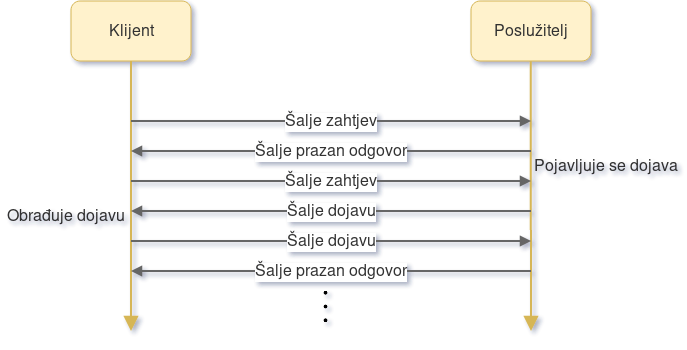 Klijent
Poslužitelj
Šalje zahtjev
Šalje prazan odgovor
Pojavljuje se dojava
Šalje zahtjev
Šalje dojavu
Obrađuje dojavu
Šalje dojavu
Šalje prazan odgovor